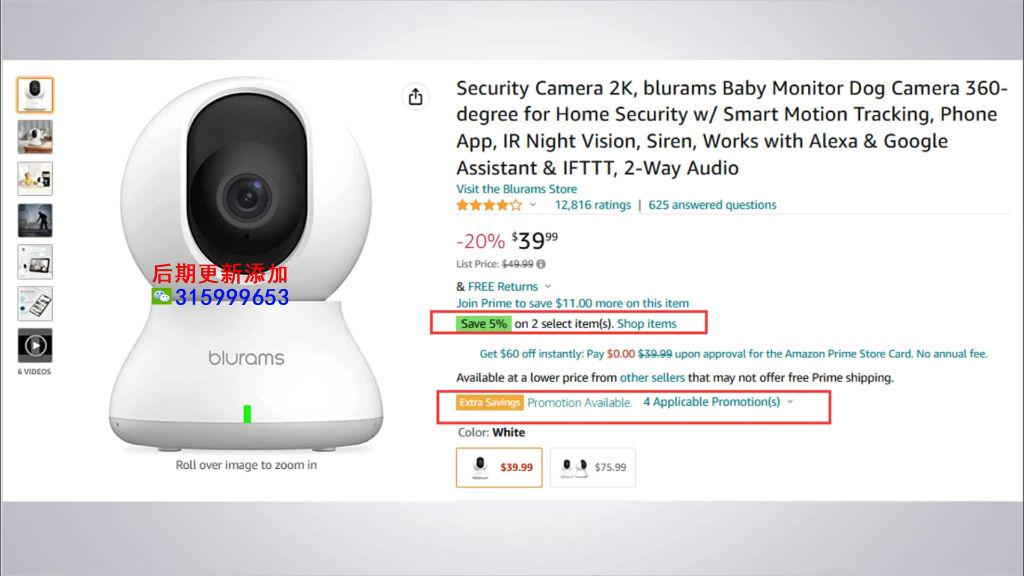 Security Camera 2K, blurams Baby Monitor Dog Camera 360-
degree for Home Security w/ Smart Motion Tracking, Phone
App, IR Night Vision, Siren, Works with Alexa & Google
Assistant & IFTTT, 2-Way Audio
Visit the Blurams Store
12,816 ratings | 625 answered questions
-20% $39⁹⁹
List Price: $49.99
& FREE Returns
Join Prime to save $11.00 more on this item
Save 5% on 2 select item(s). Shop items
Get $60 off instantly: Pay $0.00 $39.99 upon approval for the Amazon Prime Store Card. No annual fee.
Available at a lower price from other sellers that may not offer free Prime shipping.
Extra Savings Promotion Available. 4 Applicable Promotion(s)
Color: White
$39.99 $75.99
后期更新添加
315999653
blurams
6 VIDEOS
Roll over image to zoom in